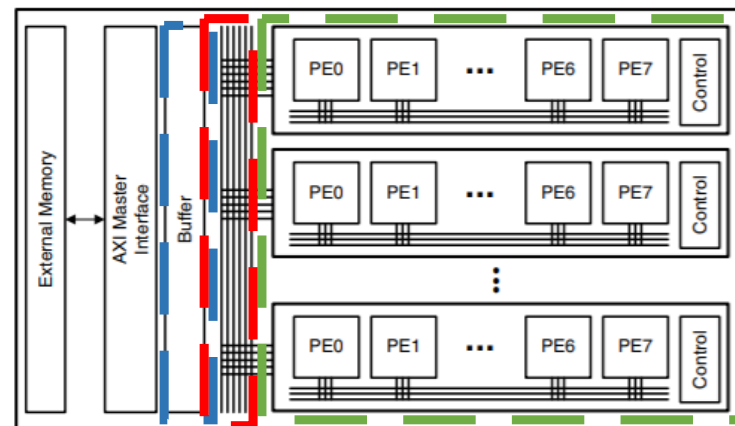 External Memory
AXI Master
Interface
Buffer
PE0 PE1 ... PE6 PE7 Control
PE0 PE1 ... PE6 PE7 Control
...
PE0 PE1 ... PE6 PE7 Control